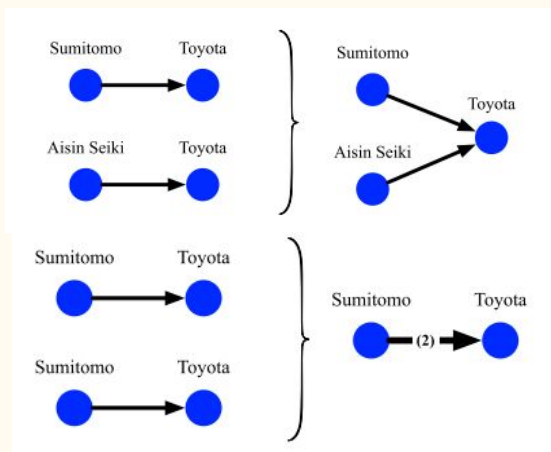 Sumitomo Toyota
Aisin Seiki Toyota
Sumitomo
Toyota
Aisin Seiki
Sumitomo Toyota
Sumitomo Toyota
Sumitomo Toyota
(2)